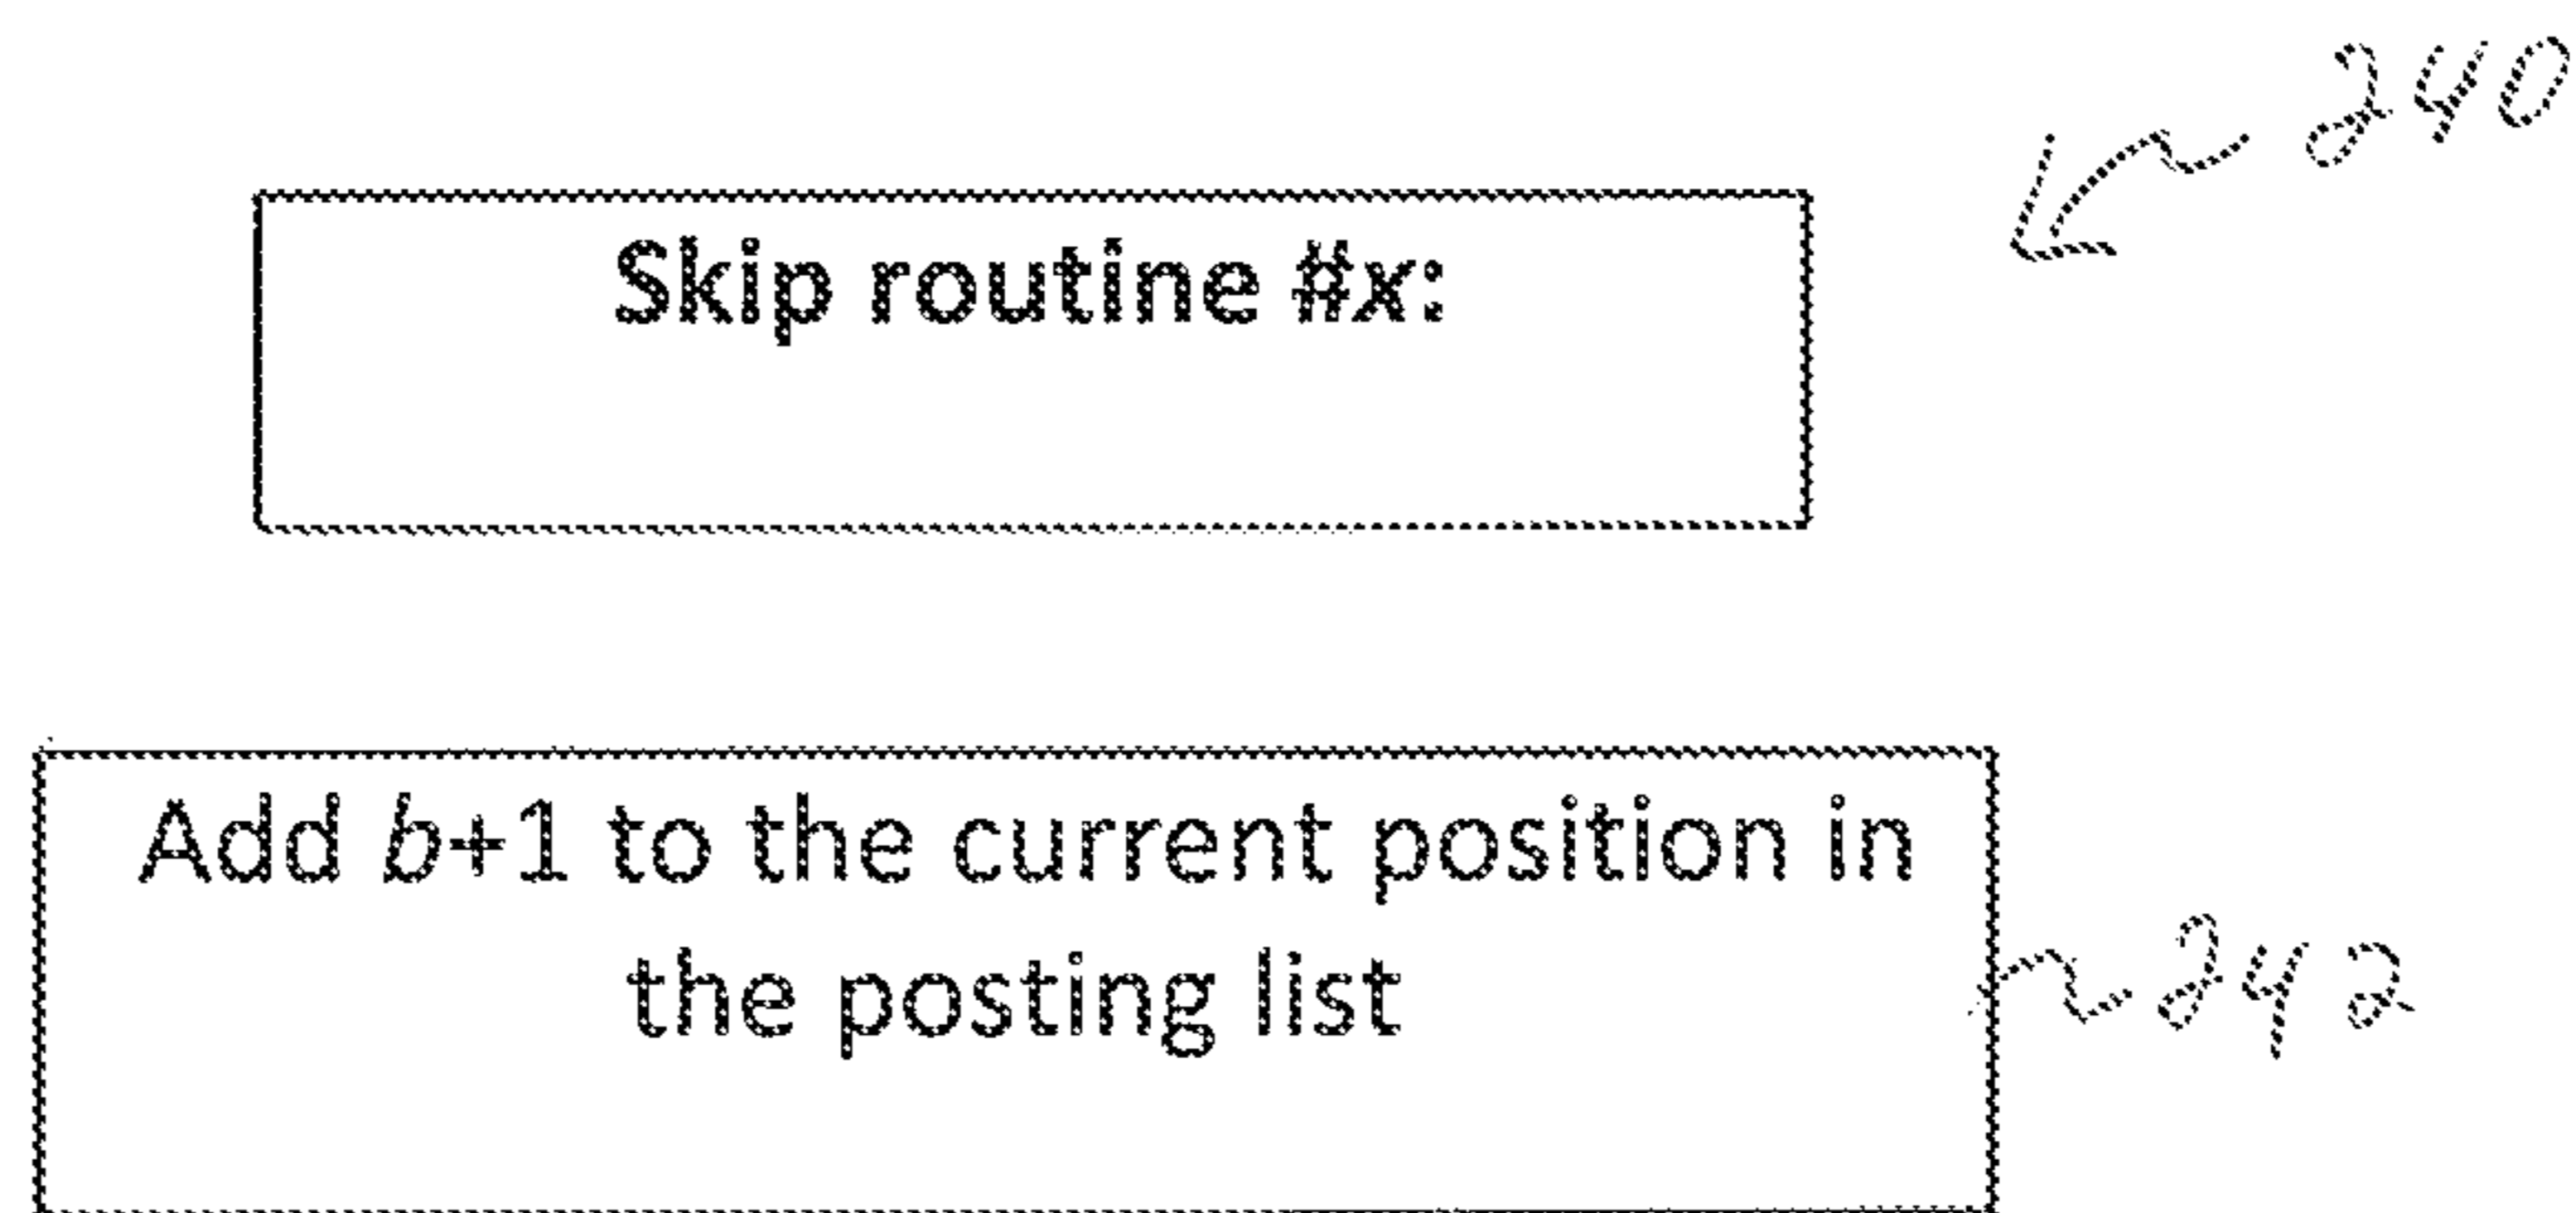 240
Skip routine #x:
Add b+1 to the current position in
the posting list
242